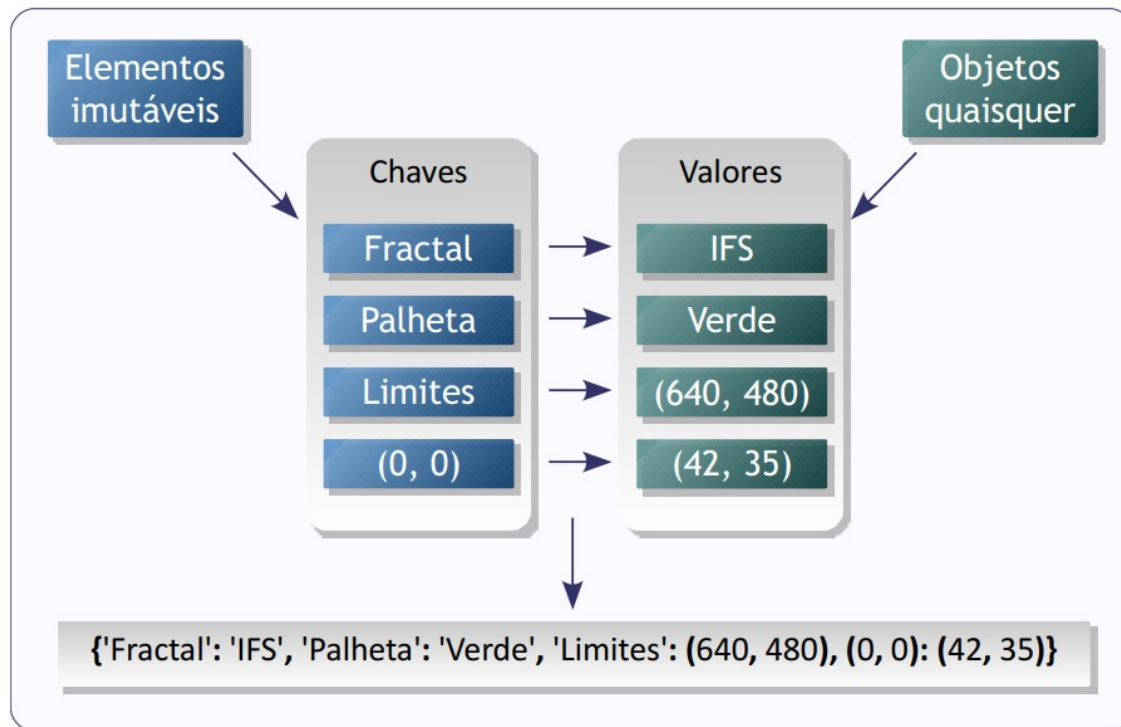 Elementos
imutáveis
Objetos
quaisquer
Chaves
Valores
Fractal
IFS
Palheta
Verde
Limites
(640, 480)
(0, 0)
(42, 35)
{'Fractal': 'IFS', 'Palheta': 'Verde', 'Limites': (640, 480), (0, 0): (42, 35)}